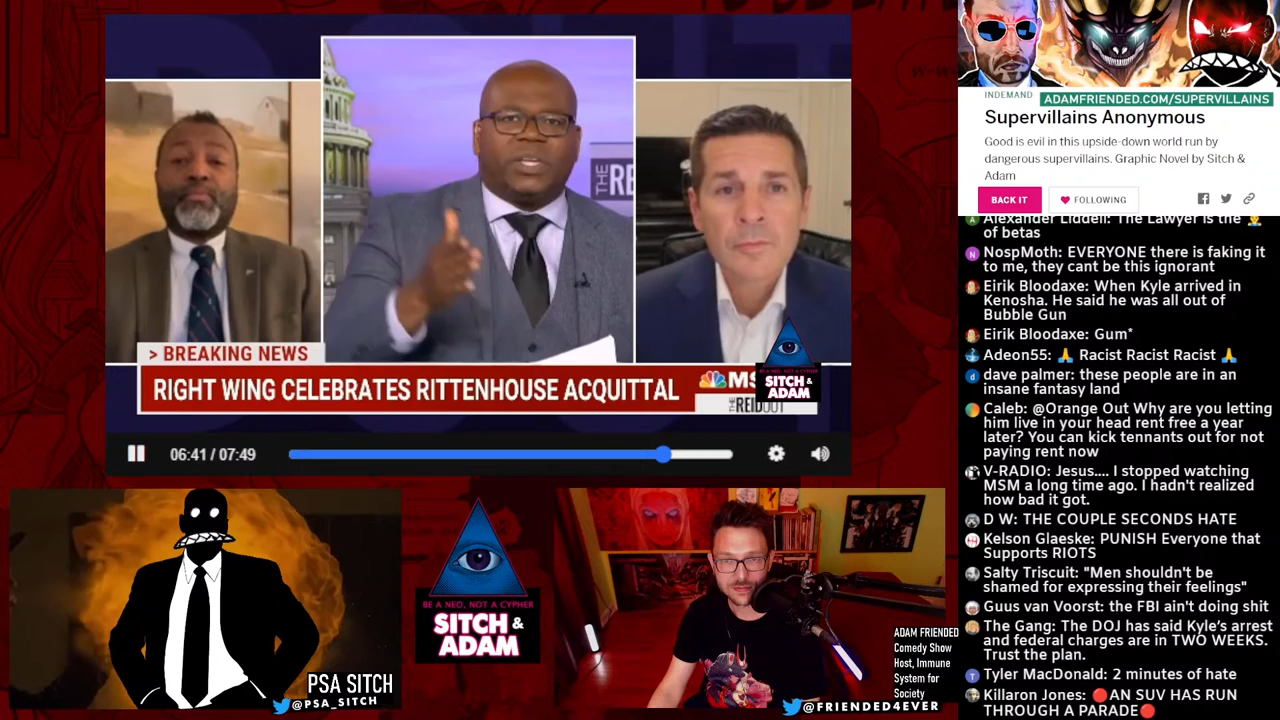 THE
RE
> BREAKING NEWS
RIGHT WING CELEBRATES RITTENHOUSE ACQUITTAL
MS
THE REIDOUT
BE A NEO, NOT A CYPHER
SITCH &
ADAM
06:41 / 07:49
PSA SITCH
@PSA_SITCH
BE A NEO, NOT A CYPHER
SITCH &
ADAM
ADAM FRIENDED
Comedy Show
Host, Immune
System for
Society
@FRIENDED4EVER
INDEMAND
ADAMFRIENDED.COM/SUPERVILLAINS
Supervillains Anonymous
Good is evil in this upside-down world run by
dangerous supervillains. Graphic Novel by Sitch &
Adam
BACK IT
FOLLOWING
Alexander Liddell: The Lawyer is the
of betas
NospMoth: EVERYONE there is faking it
to me, they cant be this ignorant
Eirik Bloodaxe: When Kyle arrived in
Kenosha. He said he was all out of
Bubble Gun
Eirik Bloodaxe: Gum*
Adeon55: 🙏 Racist Racist Racist 🙏
dave palmer: these people are in an
insane fantasy land
Caleb: @Orange Out Why are you letting
him live in your head rent free a year
later? You can kick tennants out for not
paying rent now
V-RADIO: Jesus.... I stopped watching
MSM a long time ago. I hadn't realized
how bad it got.
D W: THE COUPLE SECONDS HATE
Kelson Glaeske: PUNISH Everyone that
Supports RIOTS
Salty Triscuit: "Men shouldn't be
shamed for expressing their feelings"
Guus van Voorst: the FBI ain't doing shit
The Gang: The DOJ has said Kyle's arrest
and federal charges are in TWO WEEKS.
Trust the plan.
Tyler MacDonald: 2 minutes of hate
Killaron Jones: 🔴AN SUV HAS RUN
THROUGH A PARADE🔴